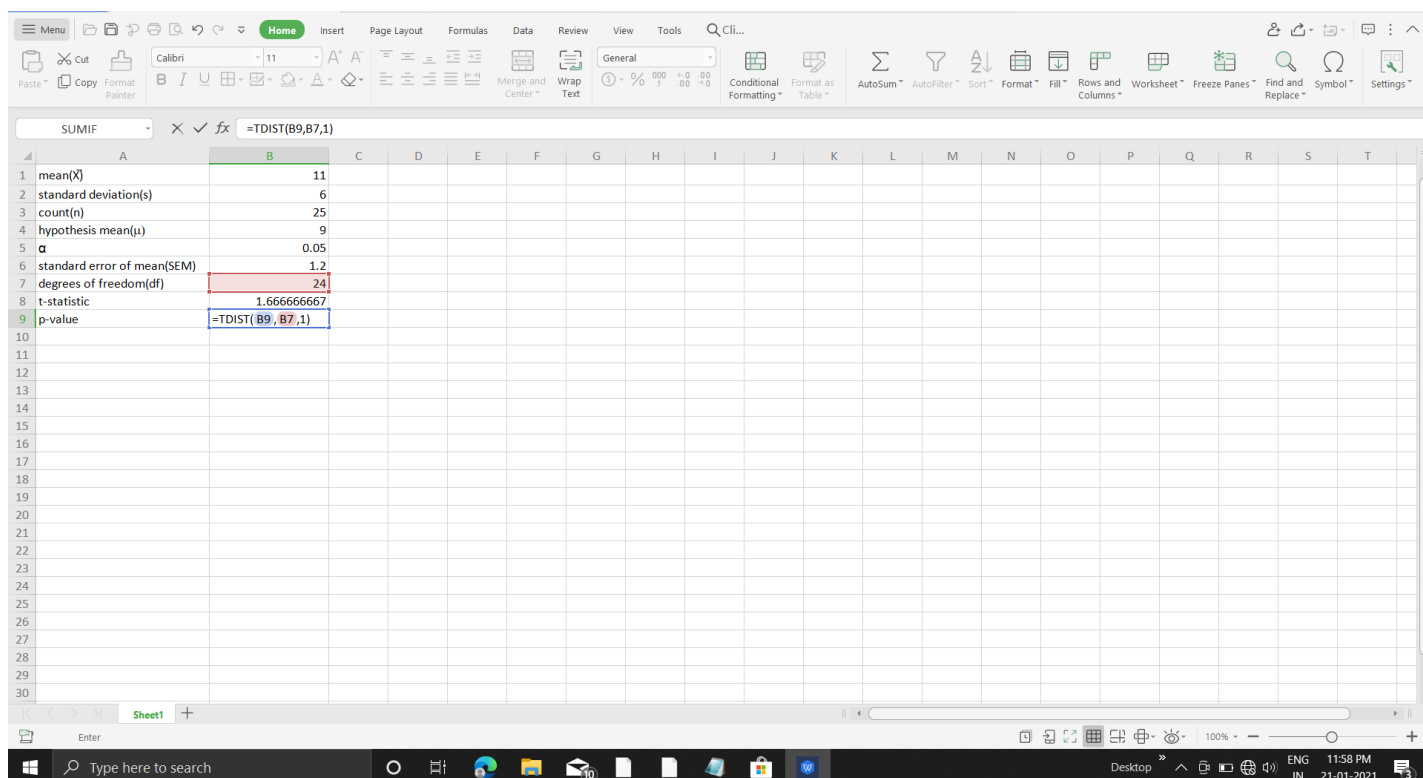 Menu Home Insert Page Layout Formulas Data Review View Tools Cli...
Paste Cut Copy Format Painter Calibri 11 A+ A- B I U A Merge and Center Wrap Text General % 000 .00 +.0 Conditional Formatting Format as Table AutoSum AutoFilter Sort Format Fill Rows and Columns Worksheet Freeze Panes Find and Replace Symbol Settings
SUMIF fx =TDIST(B9,B7,1)
A B C D E F G H I J K L M N O P Q R S T
1 mean(X̄) 11
2 standard deviation(s) 6
3 count(n) 25
4 hypothesis mean(μ) 9
5 α 0.05
6 standard error of mean(SEM) 1.2
7 degrees of freedom(df) 24
8 t-statistic 1.666666667
9 p-value =TDIST( B9 , B7 ,1)
10
11
12
13
14
15
16
17
18
19
20
21
22
23
24
25
26
27
28
29
30
Sheet1
Enter 100%
Type here to search 10 W Desktop ENG 11:58 PM
IN 21-01-2021